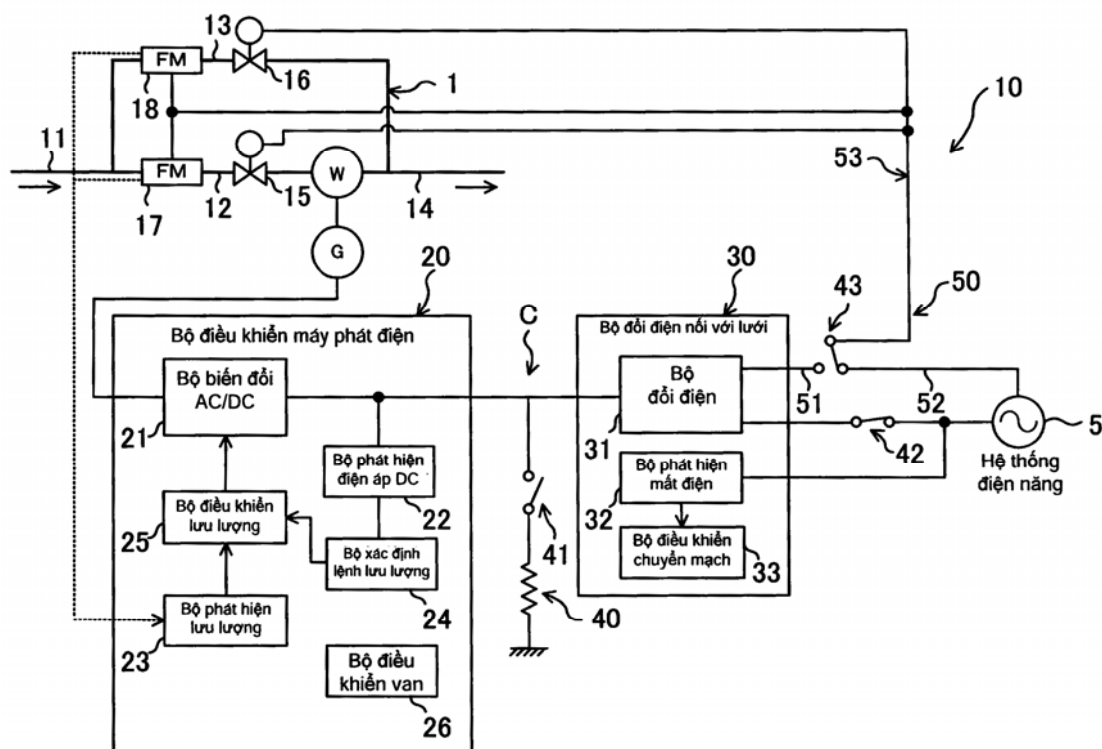 13
FM
16
1
18
10
11
53
FM
W
17
12
15
14
G
20
30
43
50
C
Bộ điều khiển máy phát điện
Bộ đổi điện nối với lưới
Bộ biến đổi
AC/DC
21
Bộ
đổi điện
31
51
52
5
42
Hệ thống
điện năng
Bộ phát hiện
điện áp DC
22
Bộ phát hiện
mất điện
32
Bộ điều khiển
lưu lượng
25
41
Bộ xác định
lệnh lưu lượng
24
Bộ điều khiển
chuyển mạch
33
Bộ phát hiện
lưu lượng
23
40
Bộ điều
khiển van
26